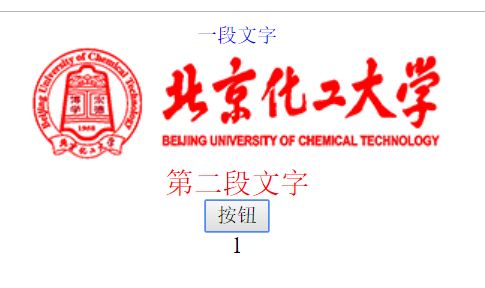 一段文字
Beijing University of Chemical Technology
1958
北京化工大学
BEIJING UNIVERSITY OF CHEMICAL TECHNOLOGY
第二段文字
按钮
1